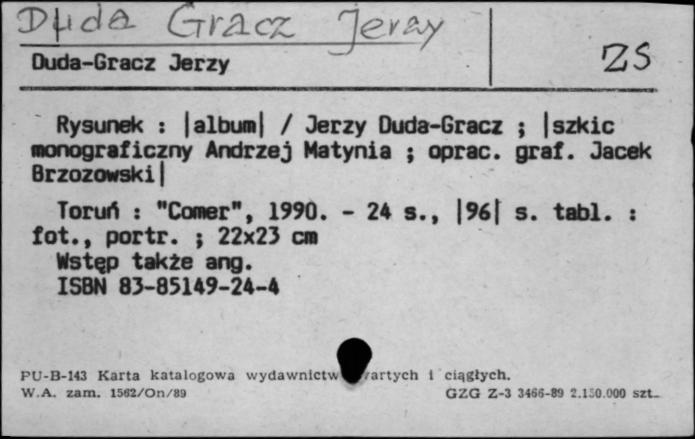 Duda Gracz Jerzy
Duda-Gracz Jerzy
ZS
Rysunek : |album| / Jerzy Duda-Gracz ; |szkic
monograficzny Andrzej Matynia ; oprac. graf. Jacek
Brzozowski|
Toruń : "Comer", 1990. - 24 s., |96| s. tabl. :
fot., portr. ; 22x23 cm
Wstęp także ang.
ISBN 83-85149-24-4
PU-B-143 Karta katalogowa wydawnictw zwartych i ciągłych.
W.A. zam. 1562/On/89
GZG Z-3 3466-89 2.150.000 szt.